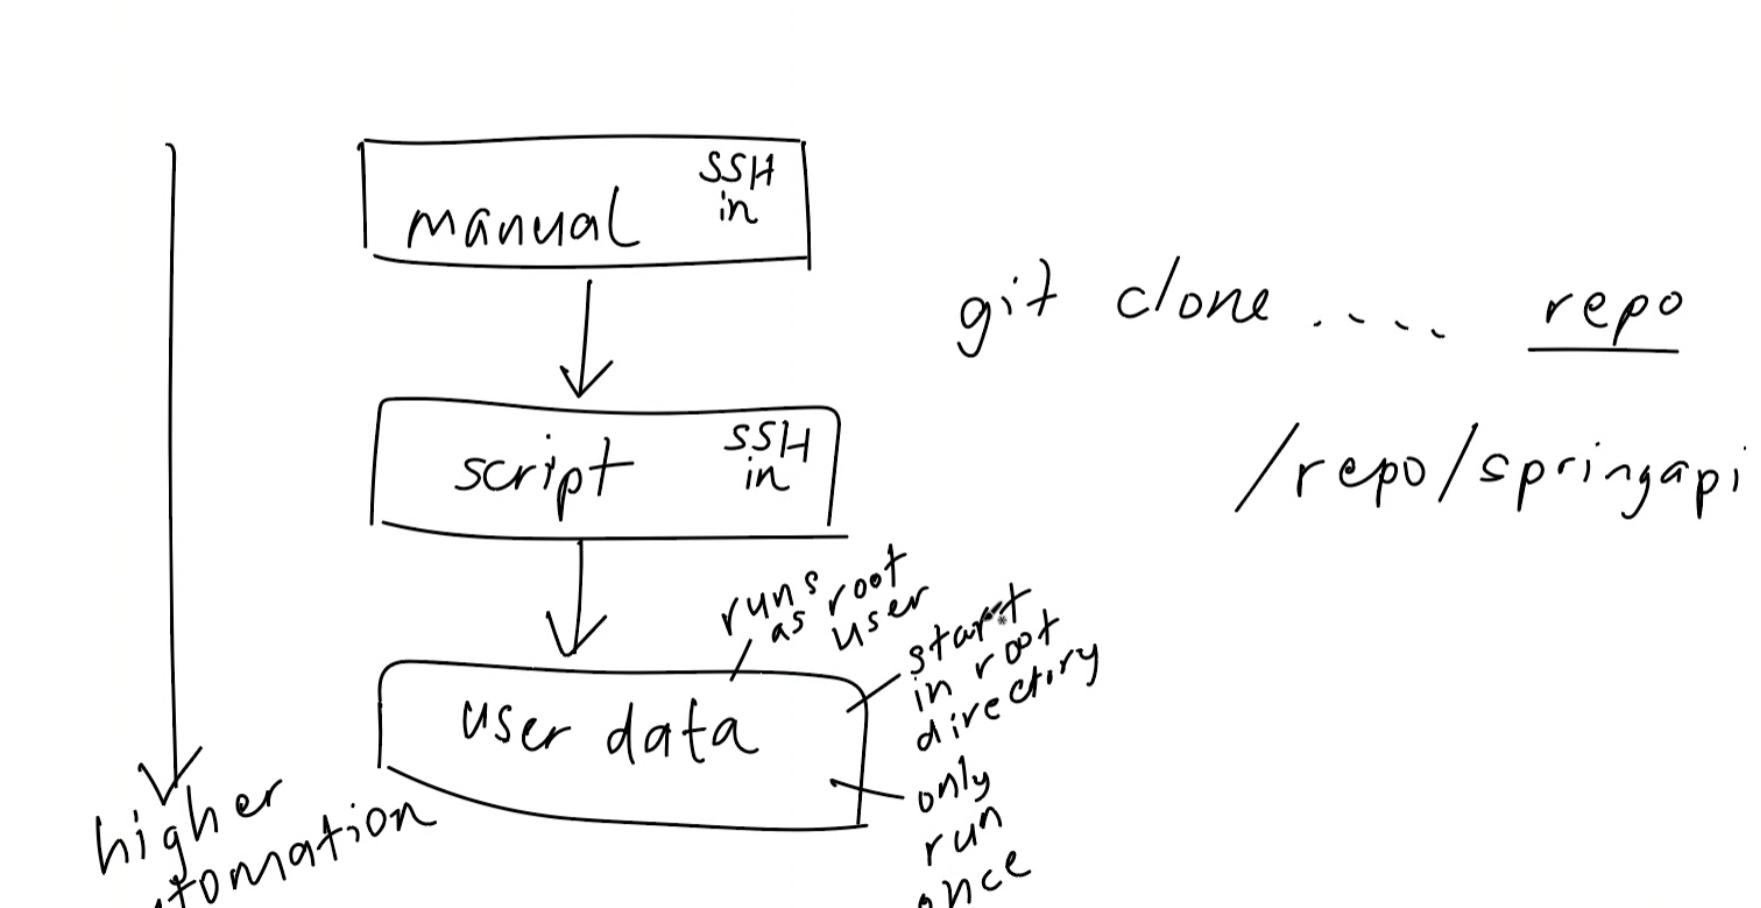 SSH
in
manual
git clone .... repo
script
SSH
in
/repo/springapi
runs root
as user
start
in root
directory
user data
only
run
once
higher
utomation